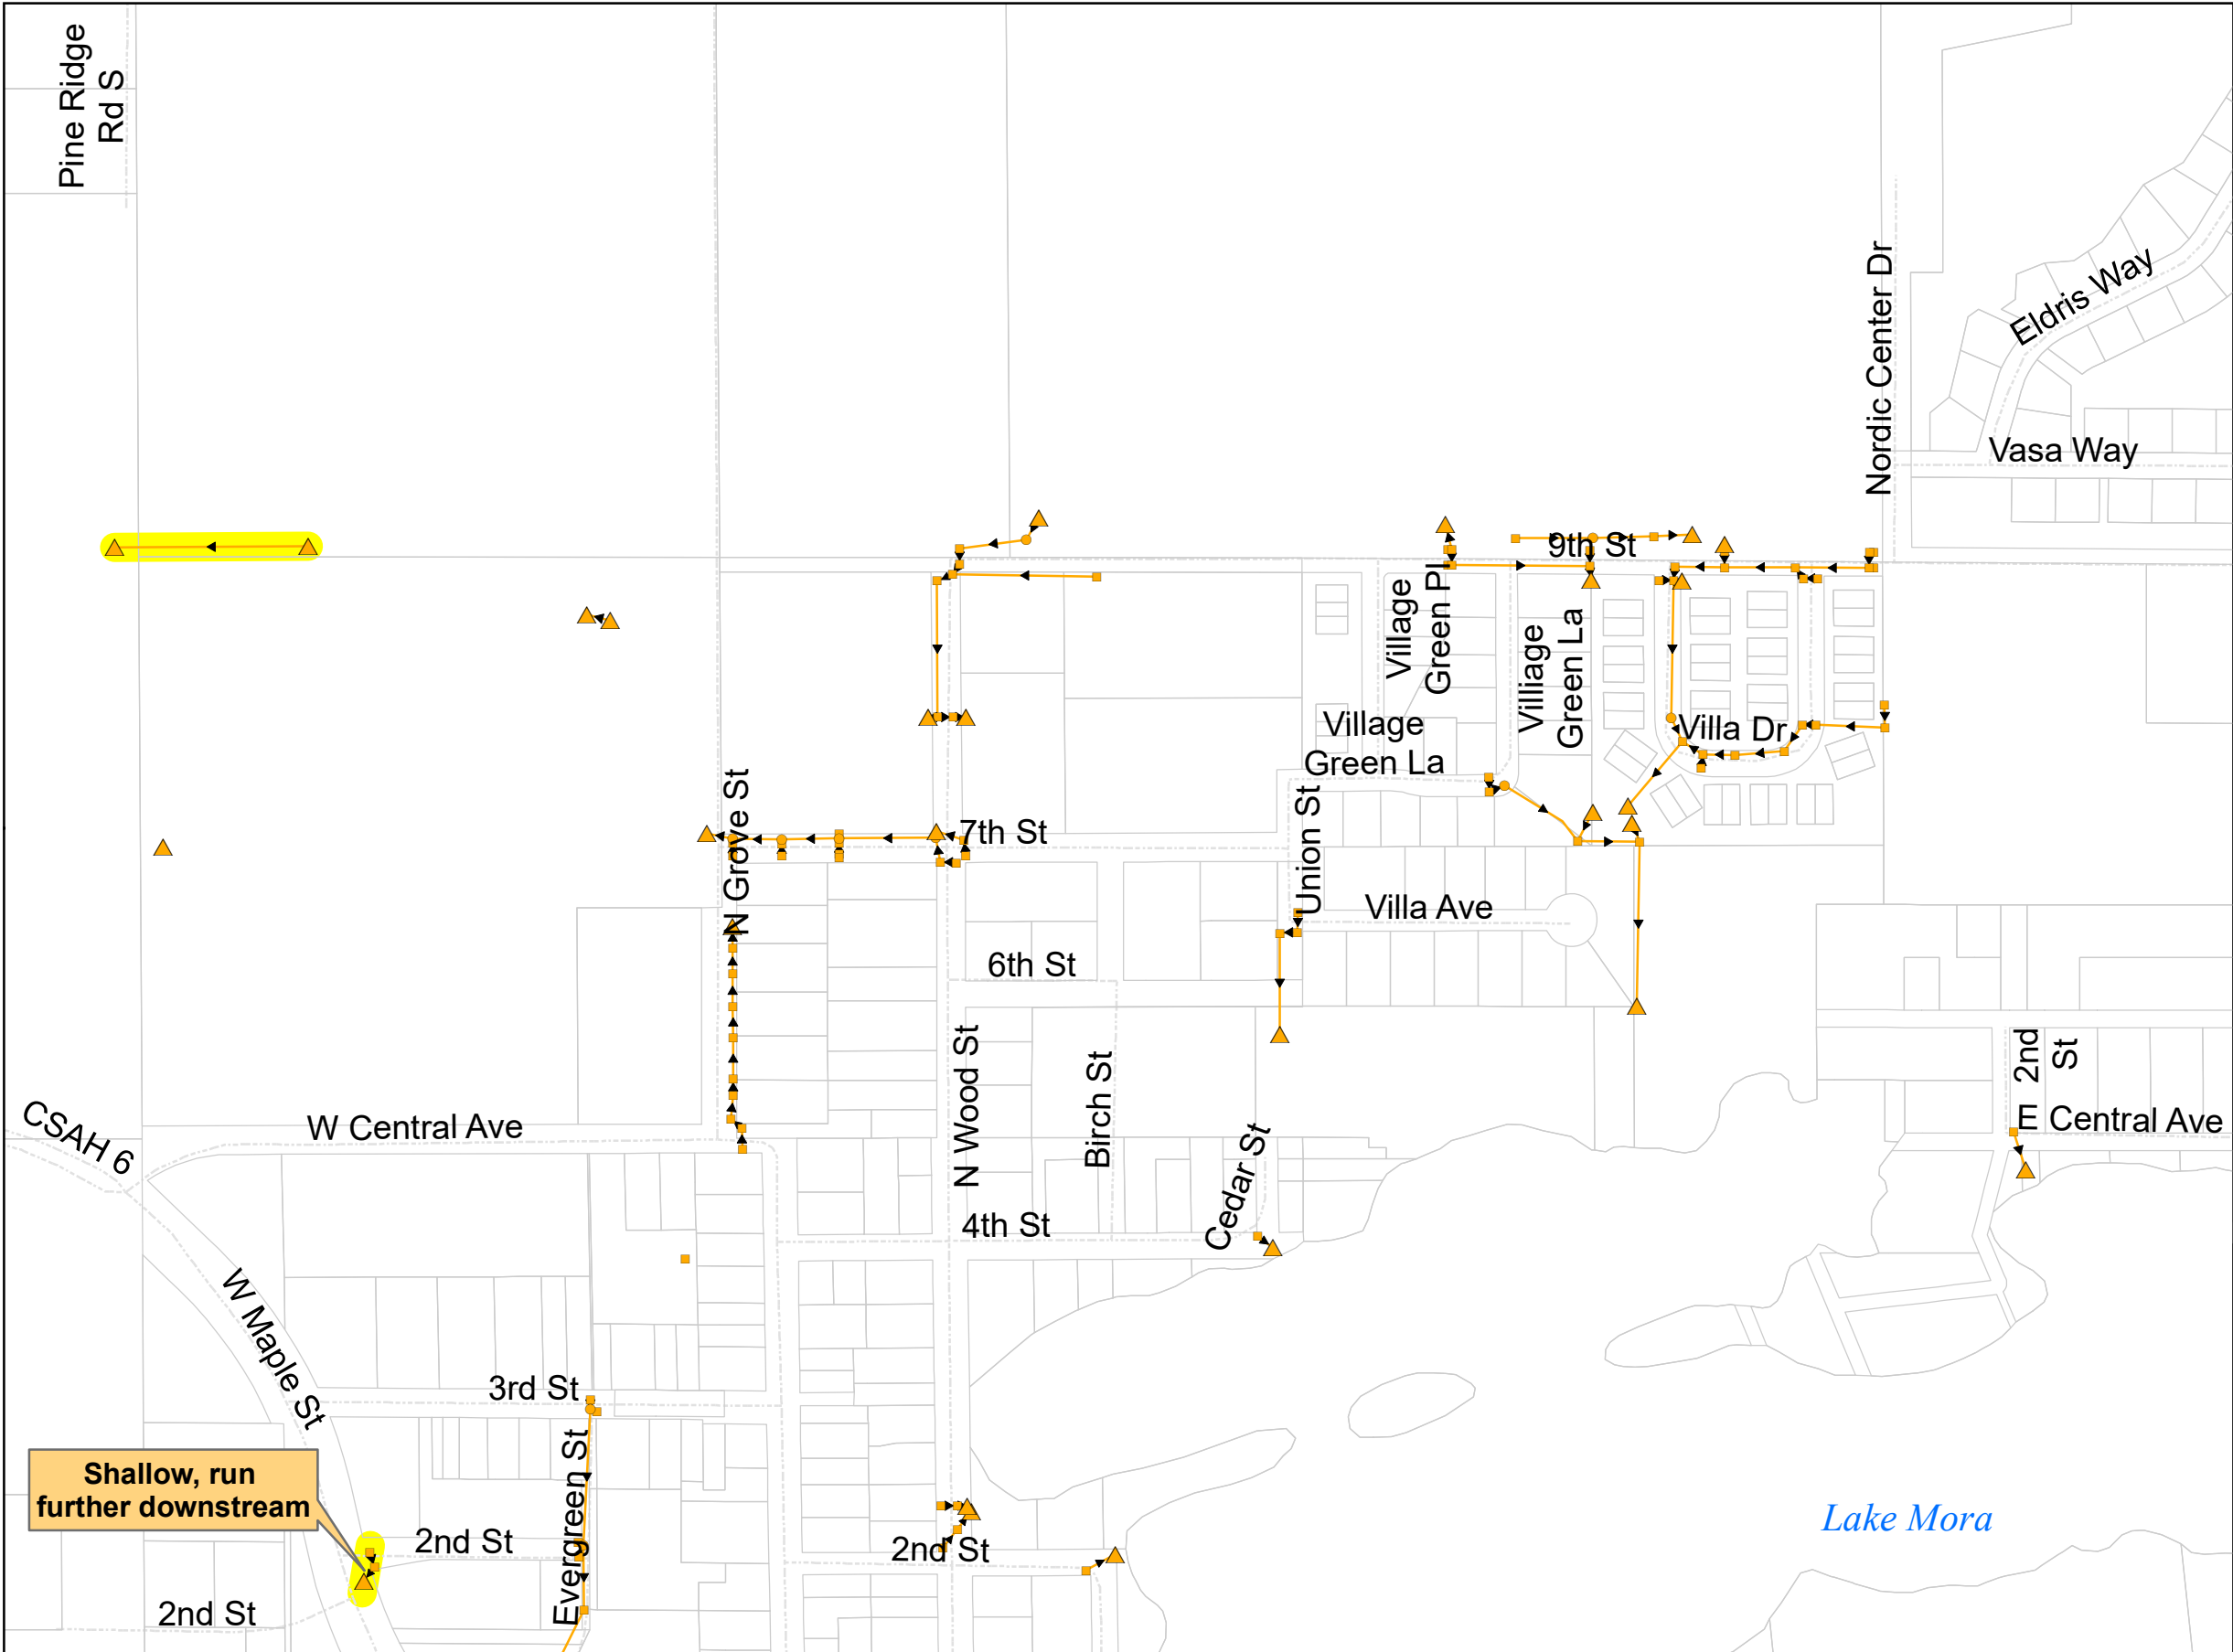 Pine Ridge
Rd S
Nordic Center Dr
Eldris Way
Vasa Way
9th St
Village
Green Pl
Villiage
Green La
Village
Green La
Villa Dr
N Grove St
7th St
Union St
Villa Ave
6th St
N Wood St
Birch St
2nd
St
E Central Ave
CSAH 6
W Central Ave
Cedar St
4th St
W Maple St
3rd St
Evergreen St
Shallow, run
further downstream
2nd St
2nd St
2nd St
Lake Mora